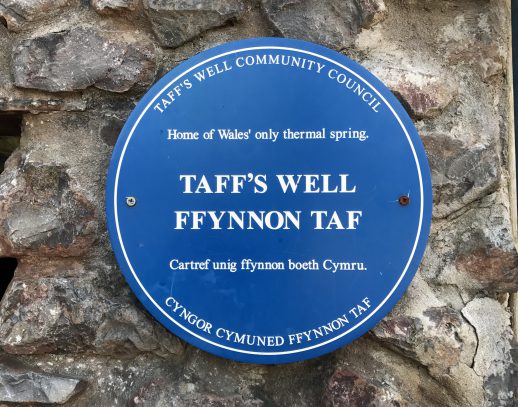 TAFF'S WELL COMMUNITY COUNCIL
Home of Wales' only thermal spring.
TAFF'S WELL
FFYNNON TAF
Cartref unig ffynnon boeth Cymru.
CYNGOR CYMUNED FFYNNON TAF